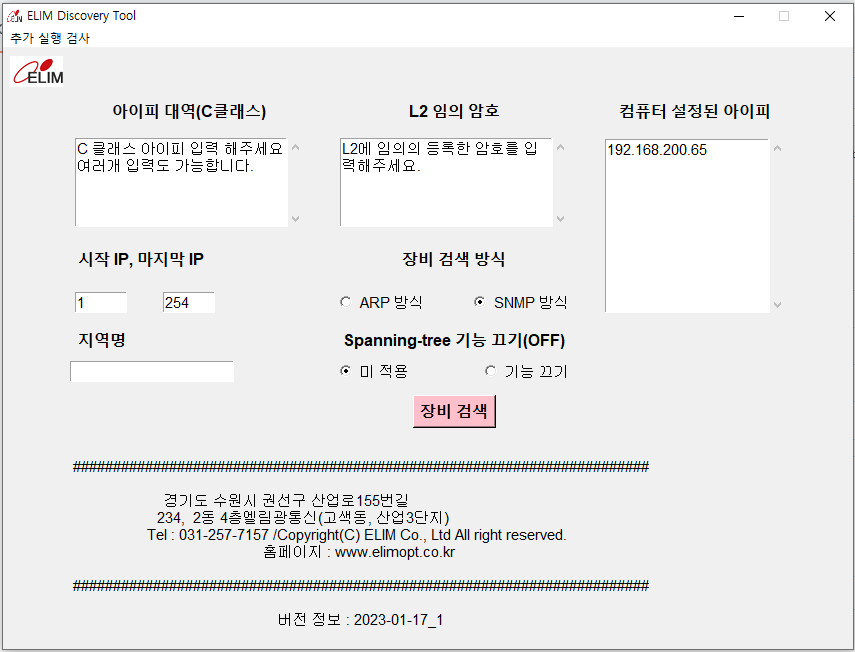 ELIM Discovery Tool
추가 실행 검사
ELIM
아이피 대역(C클래스)
L2 임의 암호
컴퓨터 설정된 아이피
C 클래스 아이피 입력 해주세요
여러개 입력도 가능합니다.
L2에 임의의 등록한 암호를 입
력해주세요.
192.168.200.65
시작 IP, 마지막 IP
장비 검색 방식
1
254
ARP 방식
SNMP 방식
지역명
Spanning-tree 기능 끄기(OFF)
미 적용
기능 끄기
장비 검색
################################################################
경기도 수원시 권선구 산업로155번길
234, 2동 4층엘림광통신(고색동, 산업3단지)
Tel : 031-257-7157 /Copyright(C) ELIM Co., Ltd All right reserved.
홈페이지 : www.elimopt.co.kr
################################################################
버전 정보 : 2023-01-17_1